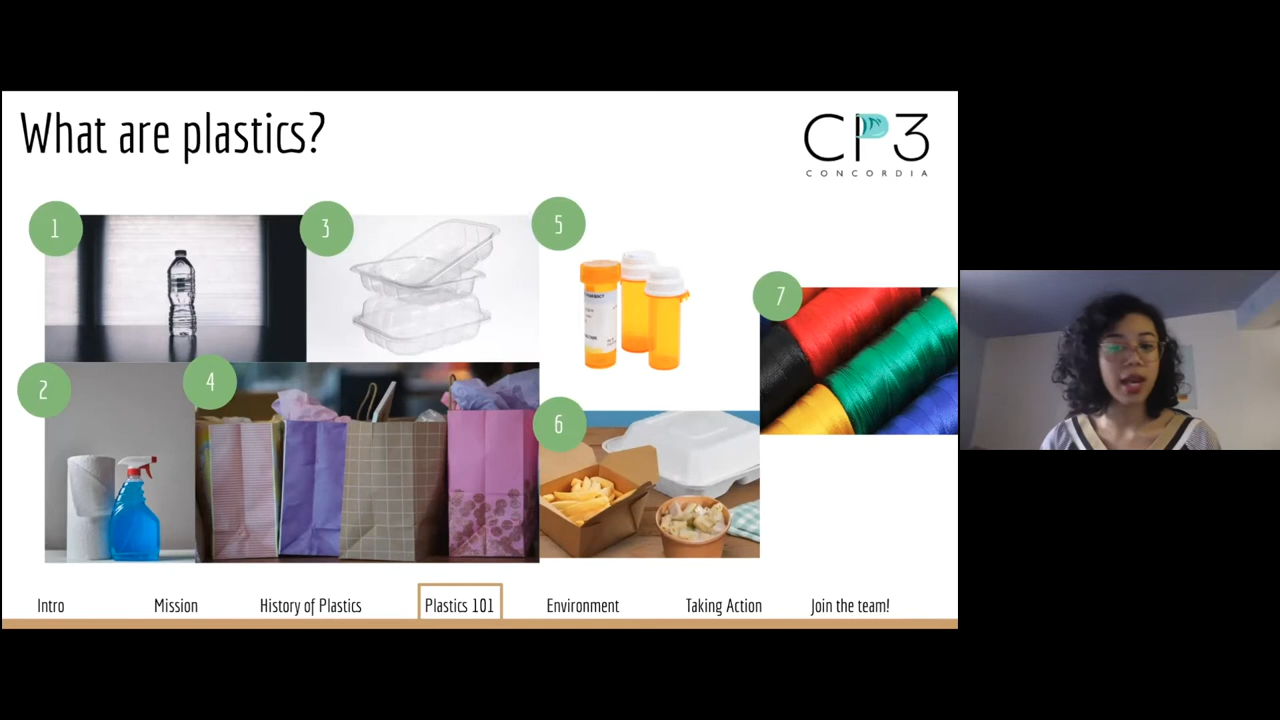 What are plastics?
CP3
CONCORDIA
1
3
5
7
2
4
6
Intro
Mission
History of Plastics
Plastics 101
Environment
Taking Action
Join the team!